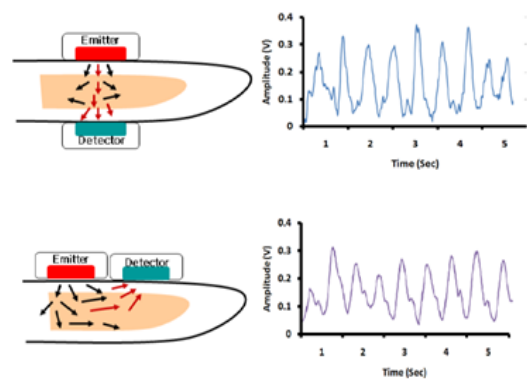 Emitter
Detector
Amplitude (V)
0.4
0.3
0.2
0.1
0
1 2 3 4 5
Time (Sec)
Emitter
Detector
Amplitude (V)
0.4
0.3
0.2
0.1
0
1 2 3 4 5
Time (Sec)